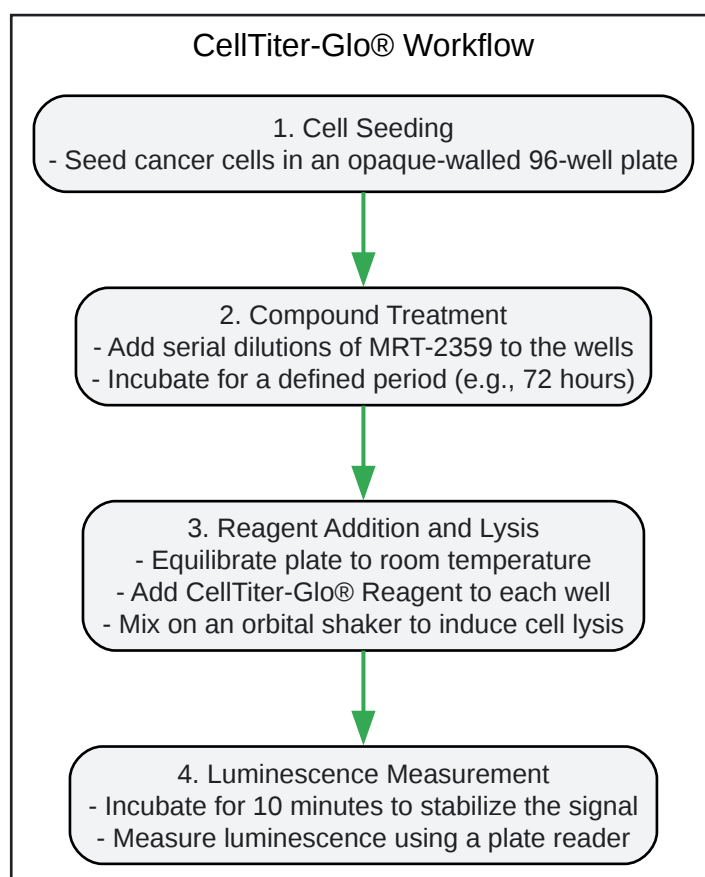 CellTiter-Glo® Workflow
1. Cell Seeding
- Seed cancer cells in an opaque-walled 96-well plate
2. Compound Treatment
- Add serial dilutions of MRT-2359 to the wells
- Incubate for a defined period (e.g., 72 hours)
3. Reagent Addition and Lysis
- Equilibrate plate to room temperature
- Add CellTiter-Glo® Reagent to each well
- Mix on an orbital shaker to induce cell lysis
4. Luminescence Measurement
- Incubate for 10 minutes to stabilize the signal
- Measure luminescence using a plate reader